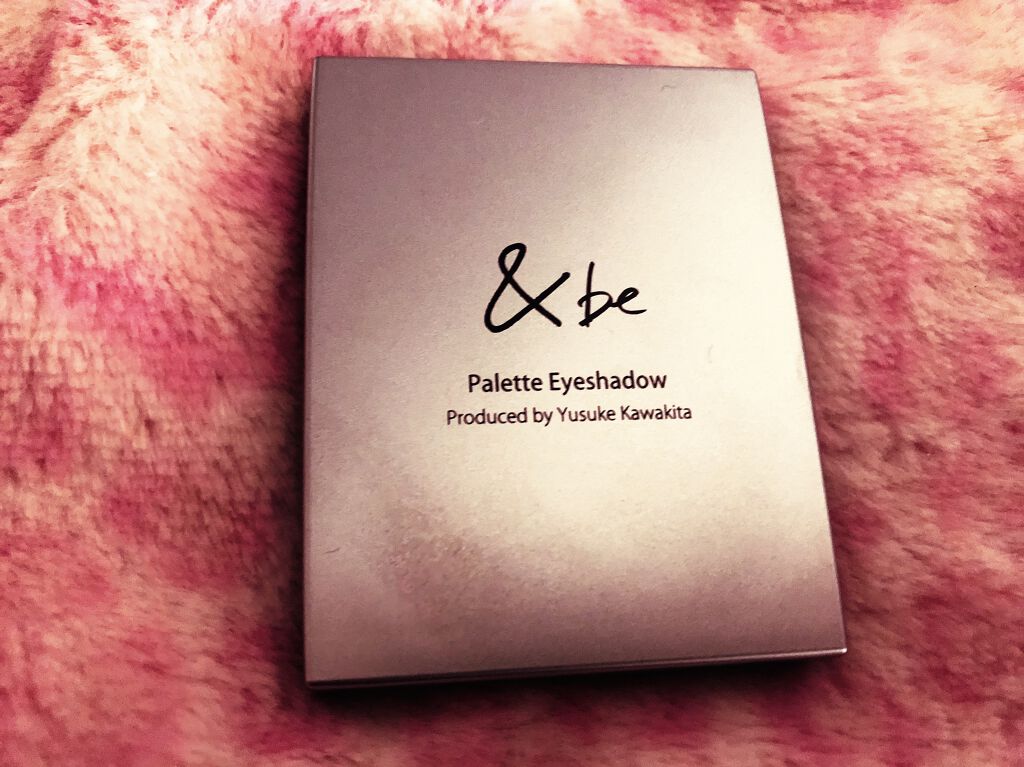 &be
Palette Eyeshadow
Produced by Yusuke Kawakita